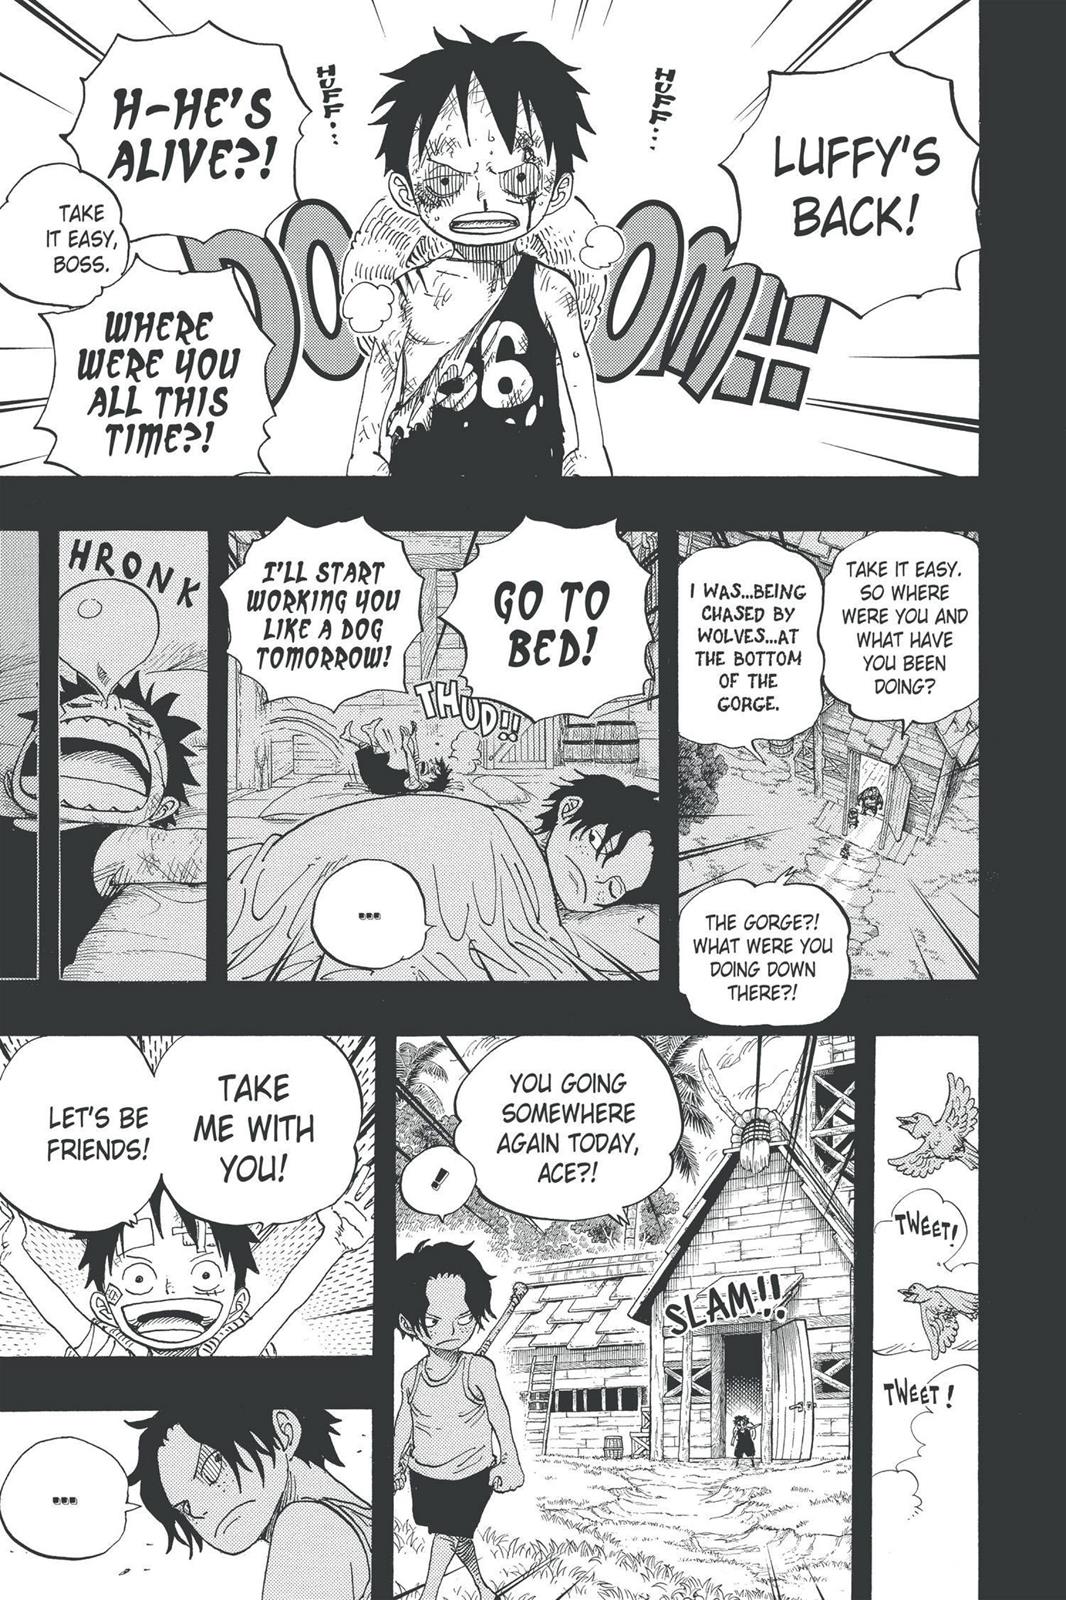 LUFFY'S
BACK!
HUFF...
HUFF...
H-HE'S
ALIVE?!
TAKE
IT EASY,
BOSS.
WHERE
WERE YOU
ALL THIS
TIME?!
DOOOM!!
TAKE IT EASY.
SO WHERE
WERE YOU AND
WHAT HAVE
YOU BEEN
DOING?
I WAS...BEING
CHASED BY
WOLVES...AT
THE BOTTOM
OF THE
GORGE.
THE GORGE?!
WHAT WERE YOU
DOING DOWN
THERE?!
GO TO
BED!
I'LL START
WORKING YOU
LIKE A DOG
TOMORROW!
THUD!!
...
HRONK
TWEET!
TWEET!
YOU GOING
SOMEWHERE
AGAIN TODAY,
ACE?!
!!
SLAM!!
TAKE
ME WITH
YOU!
LET'S BE
FRIENDS!
...